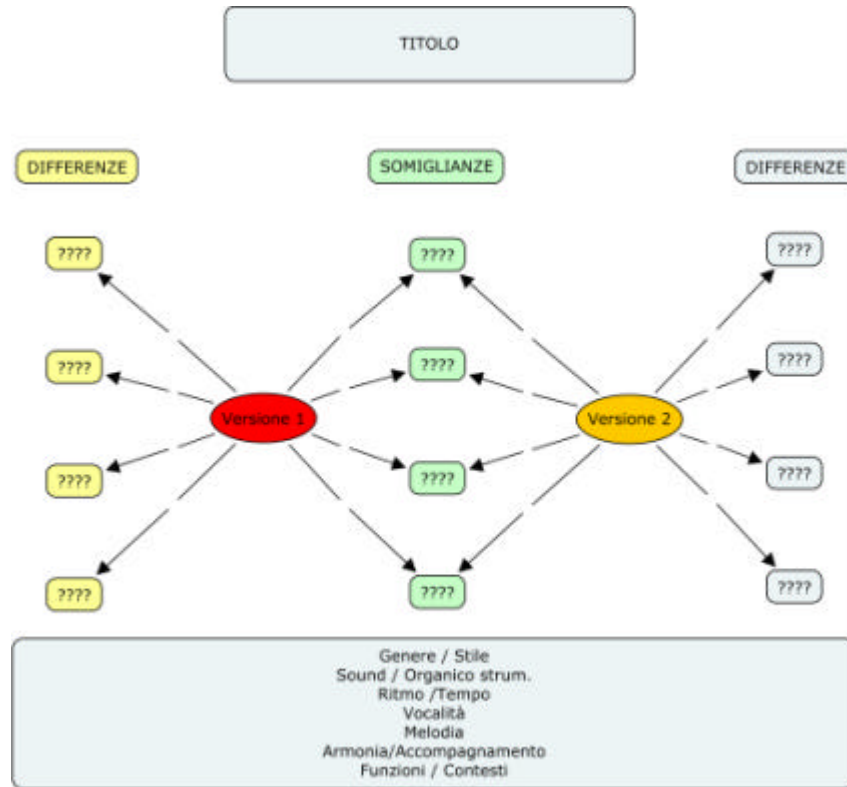 TITOLO
DIFFERENZE SOMIGLIANZE DIFFERENZE
???? ???? ????
???? ???? ????
Versione 1 Versione 2
???? ???? ????
???? ???? ????
Genere / Stile
Sound / Organico strum.
Ritmo /Tempo
Vocalità
Melodia
Armonia/Accompagnamento
Funzioni / Contesti